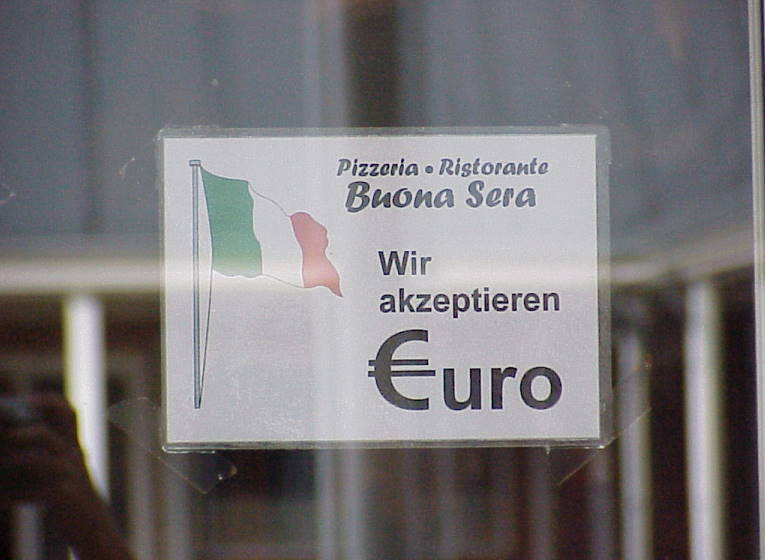 Pizzeria • Ristorante
Buona Sera
Wir
akzeptieren
€uro